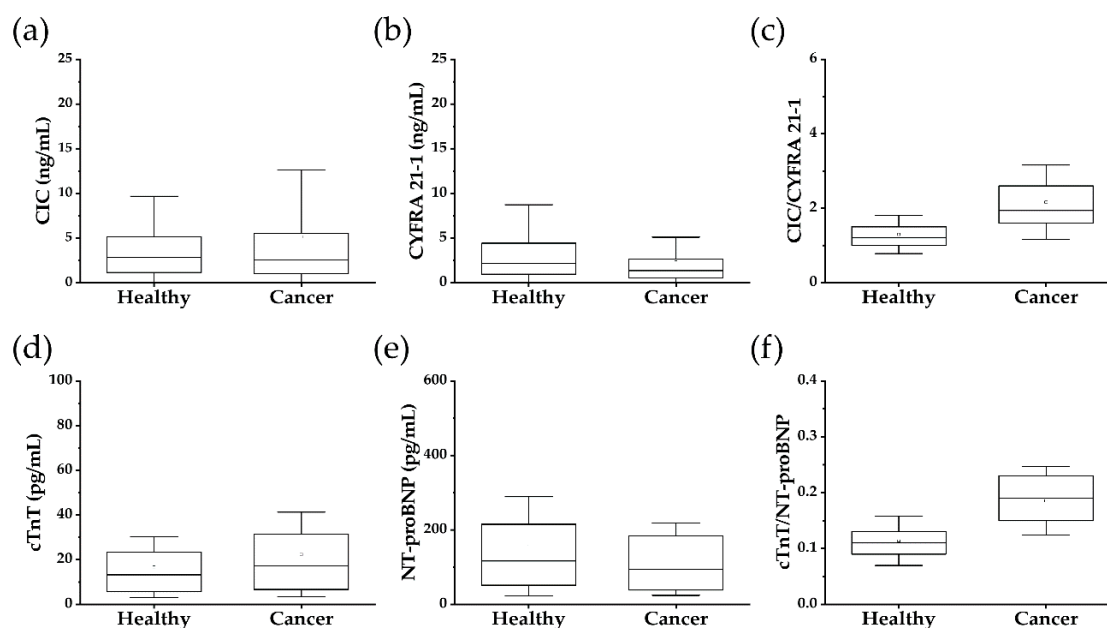 (a)
CIC (ng/mL)
25
20
15
10
5
0
Healthy
Cancer
(b)
CYFRA 21-1 (ng/mL)
25
20
15
10
5
0
Healthy
Cancer
(c)
CIC/CYFRA 21-1
6
4
2
0
Healthy
Cancer
(d)
cTnT (pg/mL)
100
80
60
40
20
0
Healthy
Cancer
(e)
NT-proBNP (pg/mL)
600
400
200
0
Healthy
Cancer
(f)
cTnT/NT-proBNP
0.4
0.3
0.2
0.1
0.0
Healthy
Cancer